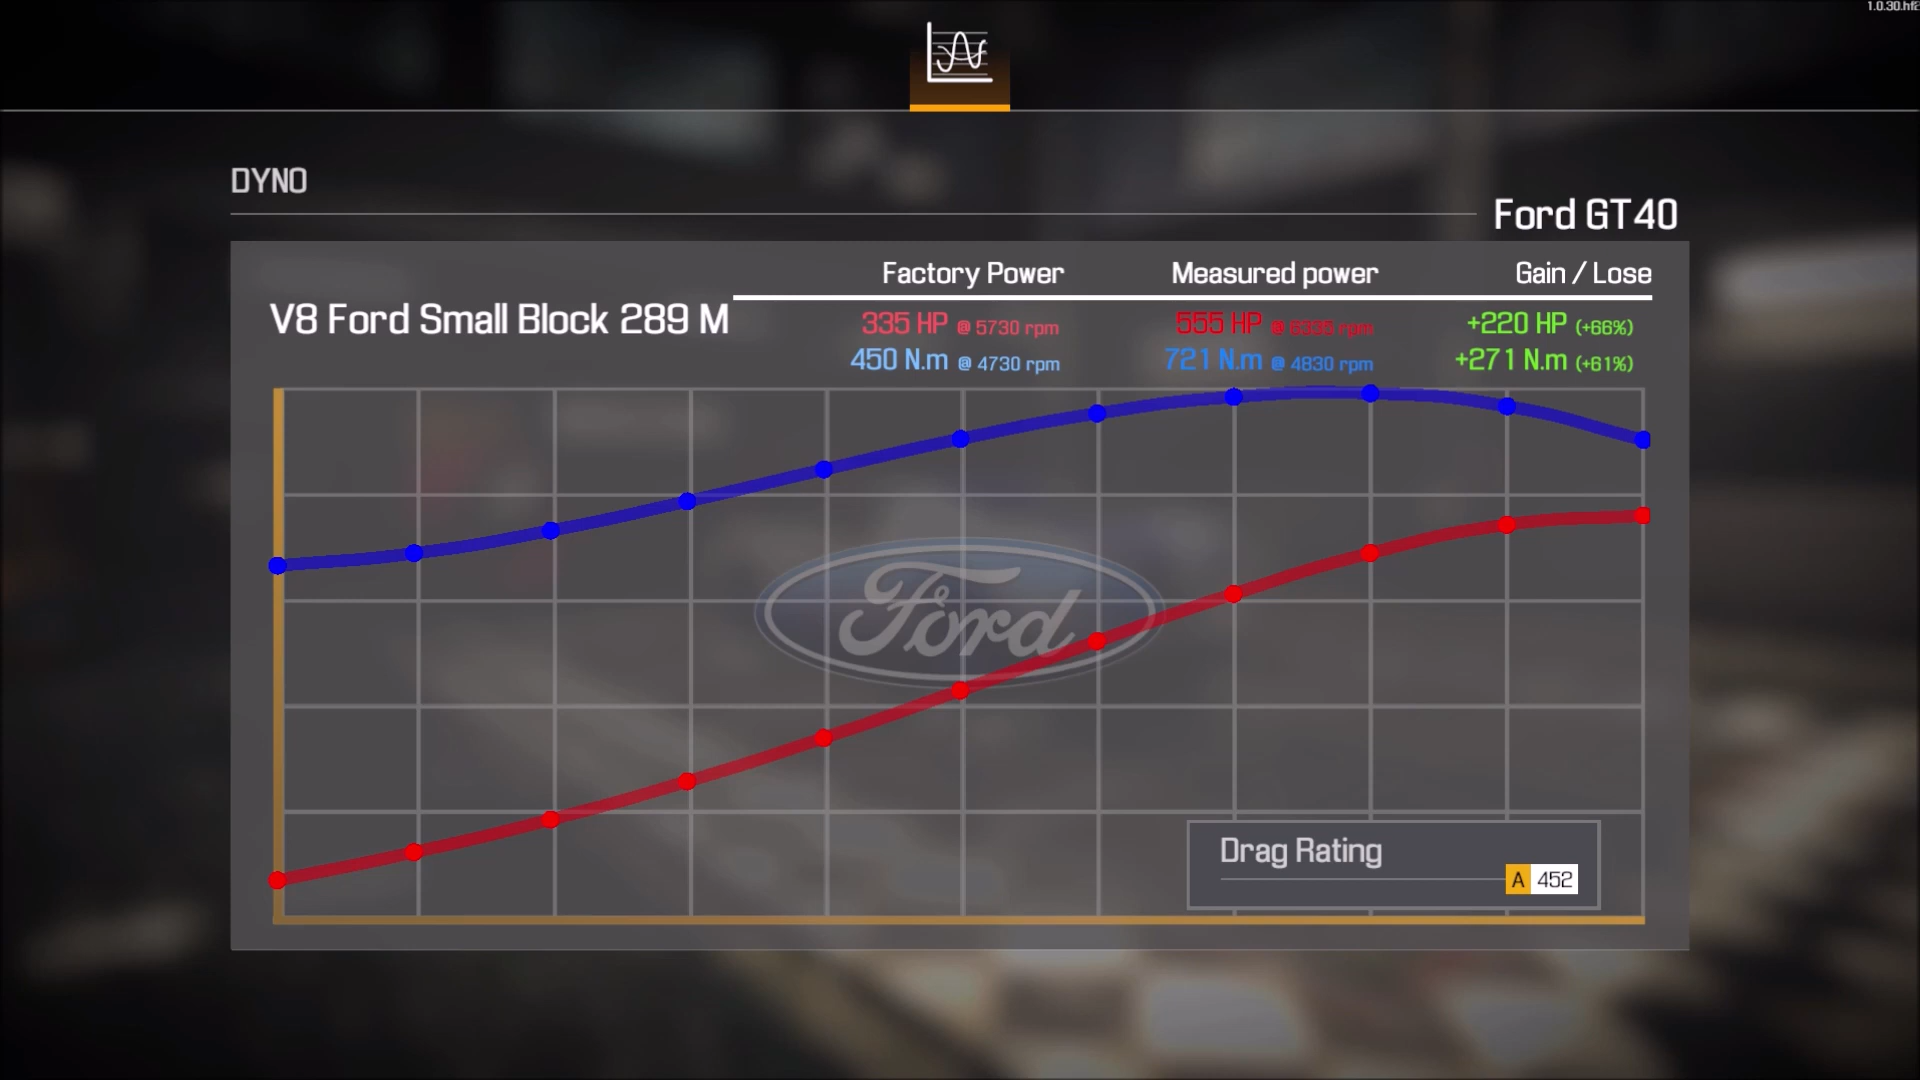 1.0.30.hf2
DYNO
Ford GT40
Factory Power Measured power Gain / Lose
V8 Ford Small Block 289 M
335 HP @ 5730 rpm 555 HP @ 6335 rpm +220 HP (+66%)
450 N.m @ 4730 rpm 721 N.m @ 4830 rpm +271 N.m (+61%)
Ford
Drag Rating
A 452